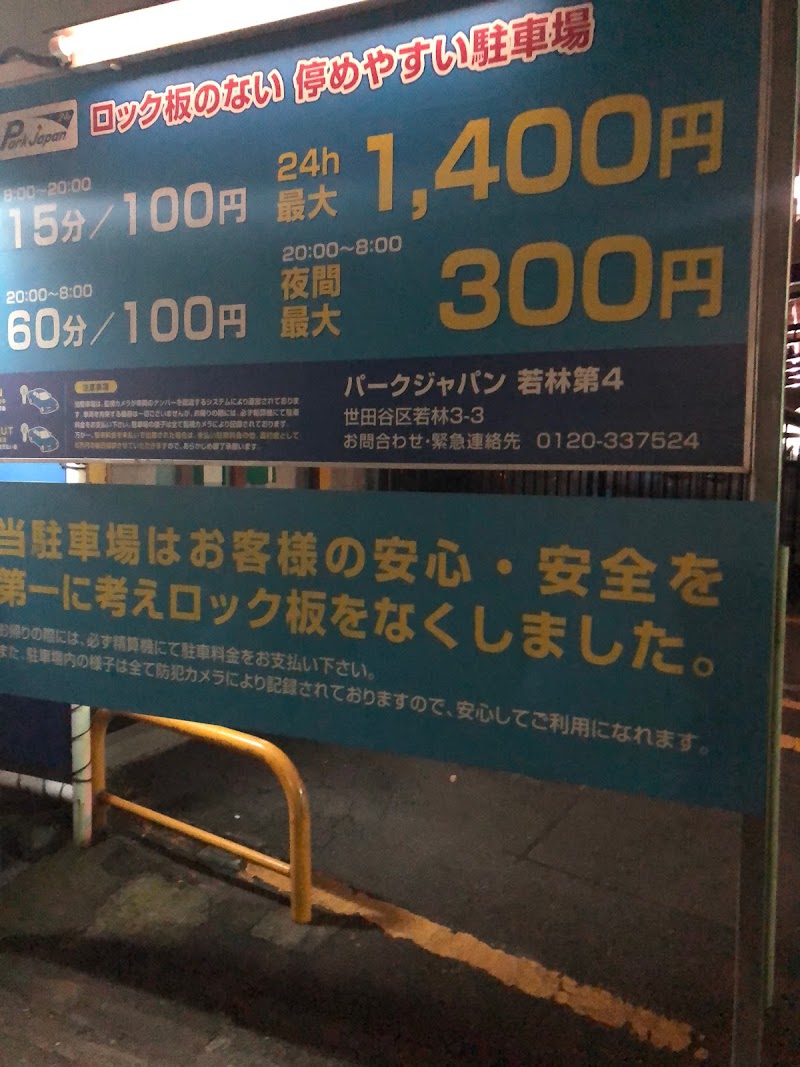 ロック板のない 停めやすい駐車場
Park Japan
8:00〜20:00
15分／100円
24h
最大
1,400円
20:00〜8:00
60分／100円
20:00〜8:00
夜間
最大
300円
注意事項
パークジャパン 若林第4
世田谷区若林3-3
お問合わせ・緊急連絡先 0120-337524
当駐車場はお客様の安心・安全を
第一に考えロック板をなくしました。
お帰りの際には、必ず精算機にて駐車料金をお支払い下さい。
また、駐車場内の様子は全て防犯カメラにより記録されておりますので、安心してご利用になれます。